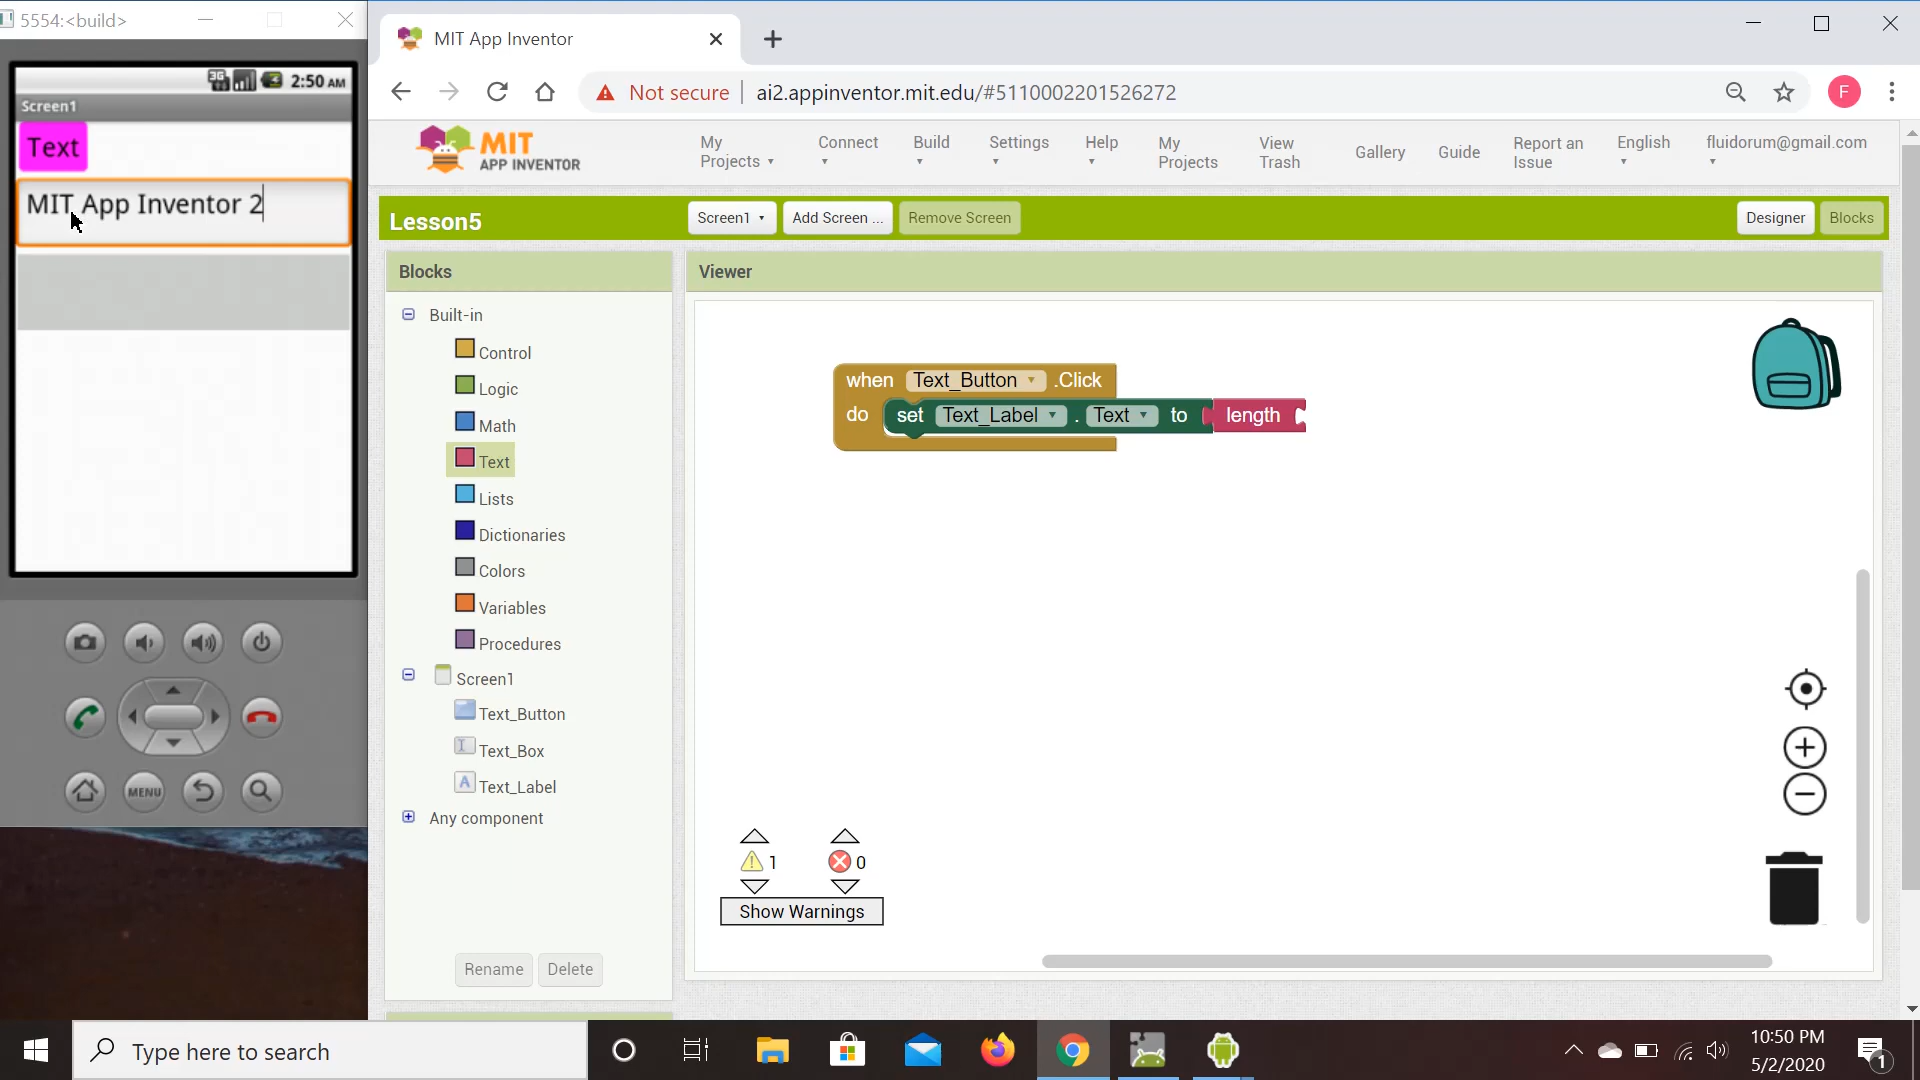 5554:<build>
3G 2:50 AM
Screen1
Text
MIT App Inventor 2
MENU
MIT App Inventor
Not secure ai2.appinventor.mit.edu/#5110002201526272
F
MIT
APP INVENTOR
My Projects
Connect
Build
Settings
Help
My Projects
View Trash
Gallery
Guide
Report an Issue
English
fluidorum@gmail.com
Lesson5
Screen1
Add Screen ...
Remove Screen
Designer
Blocks
Blocks
Built-in
Control
Logic
Math
Text
Lists
Dictionaries
Colors
Variables
Procedures
Screen1
Text_Button
Text_Box
A Text_Label
Any component
Rename
Delete
Viewer
when Text_Button .Click
do set Text_Label . Text to length
1
0
Show Warnings
Type here to search
10:50 PM
5/2/2020
1